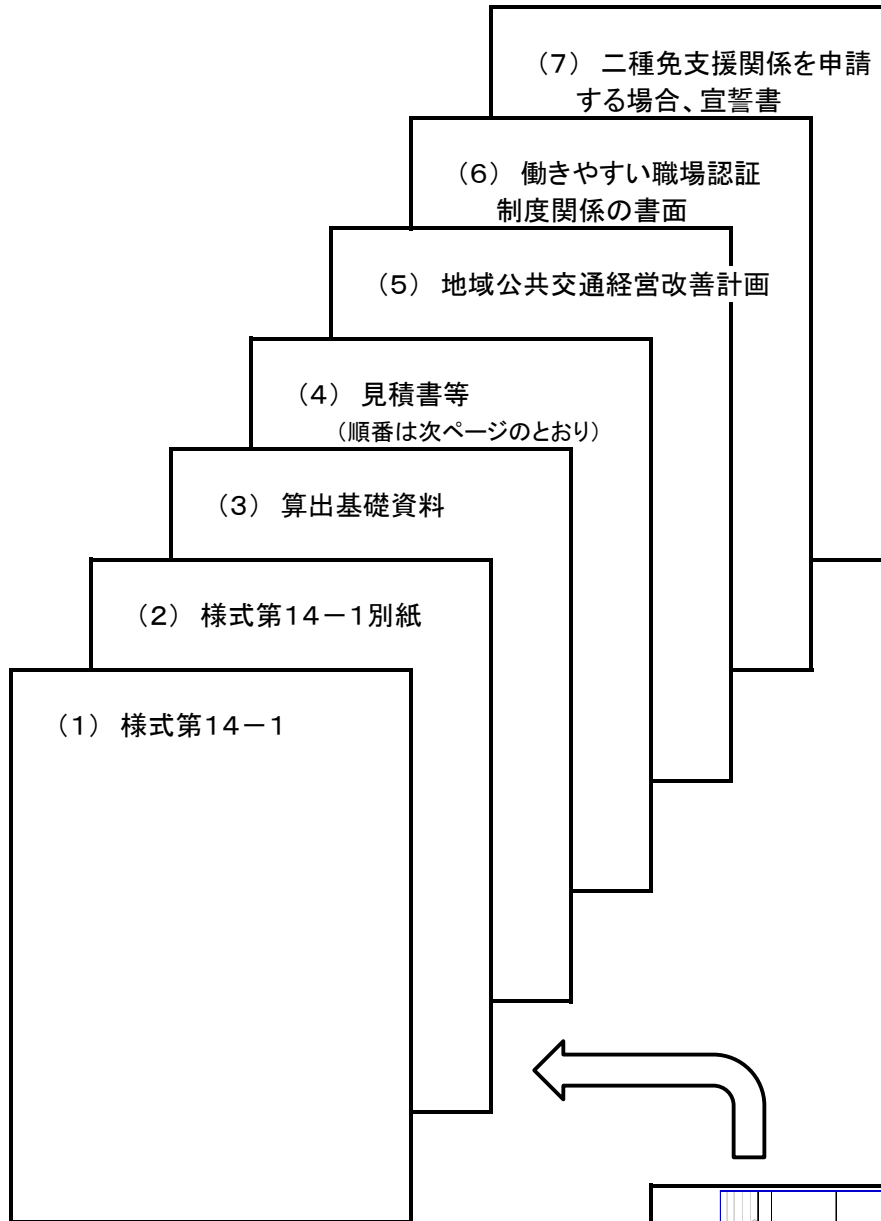 (7) 二種免支援関係を申請
する場合、宣誓書
(6) 働きやすい職場認証
制度関係の書面
(5) 地域公共交通経営改善計画
(4) 見積書等
(順番は次ページのとおり)
(3) 算出基礎資料
(2) 様式第14-1別紙
(1) 様式第14-1